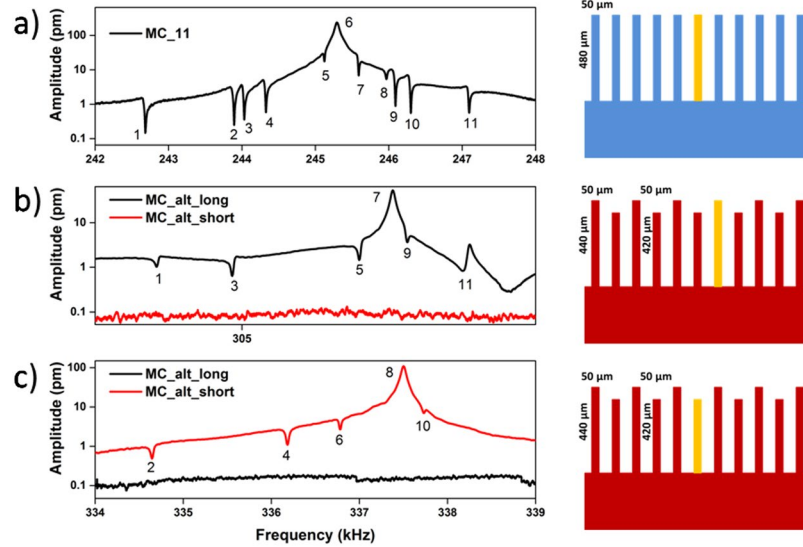 a)
Amplitude (pm)
100
10
1
0.1
MC_11
1
2
3
4
5
6
7
8
9
10
11
242
243
244
245
246
247
248
50 µm
480 µm
b)
Amplitude (pm)
10
1
0.1
MC_alt_long
MC_alt_short
1
3
5
7
9
11
305
50 µm
50 µm
440 µm
420 µm
c)
Amplitude (pm)
100
10
1
0.1
MC_alt_long
MC_alt_short
2
4
6
8
10
334
335
336
337
338
339
Frequency (kHz)
50 µm
50 µm
440 µm
420 µm